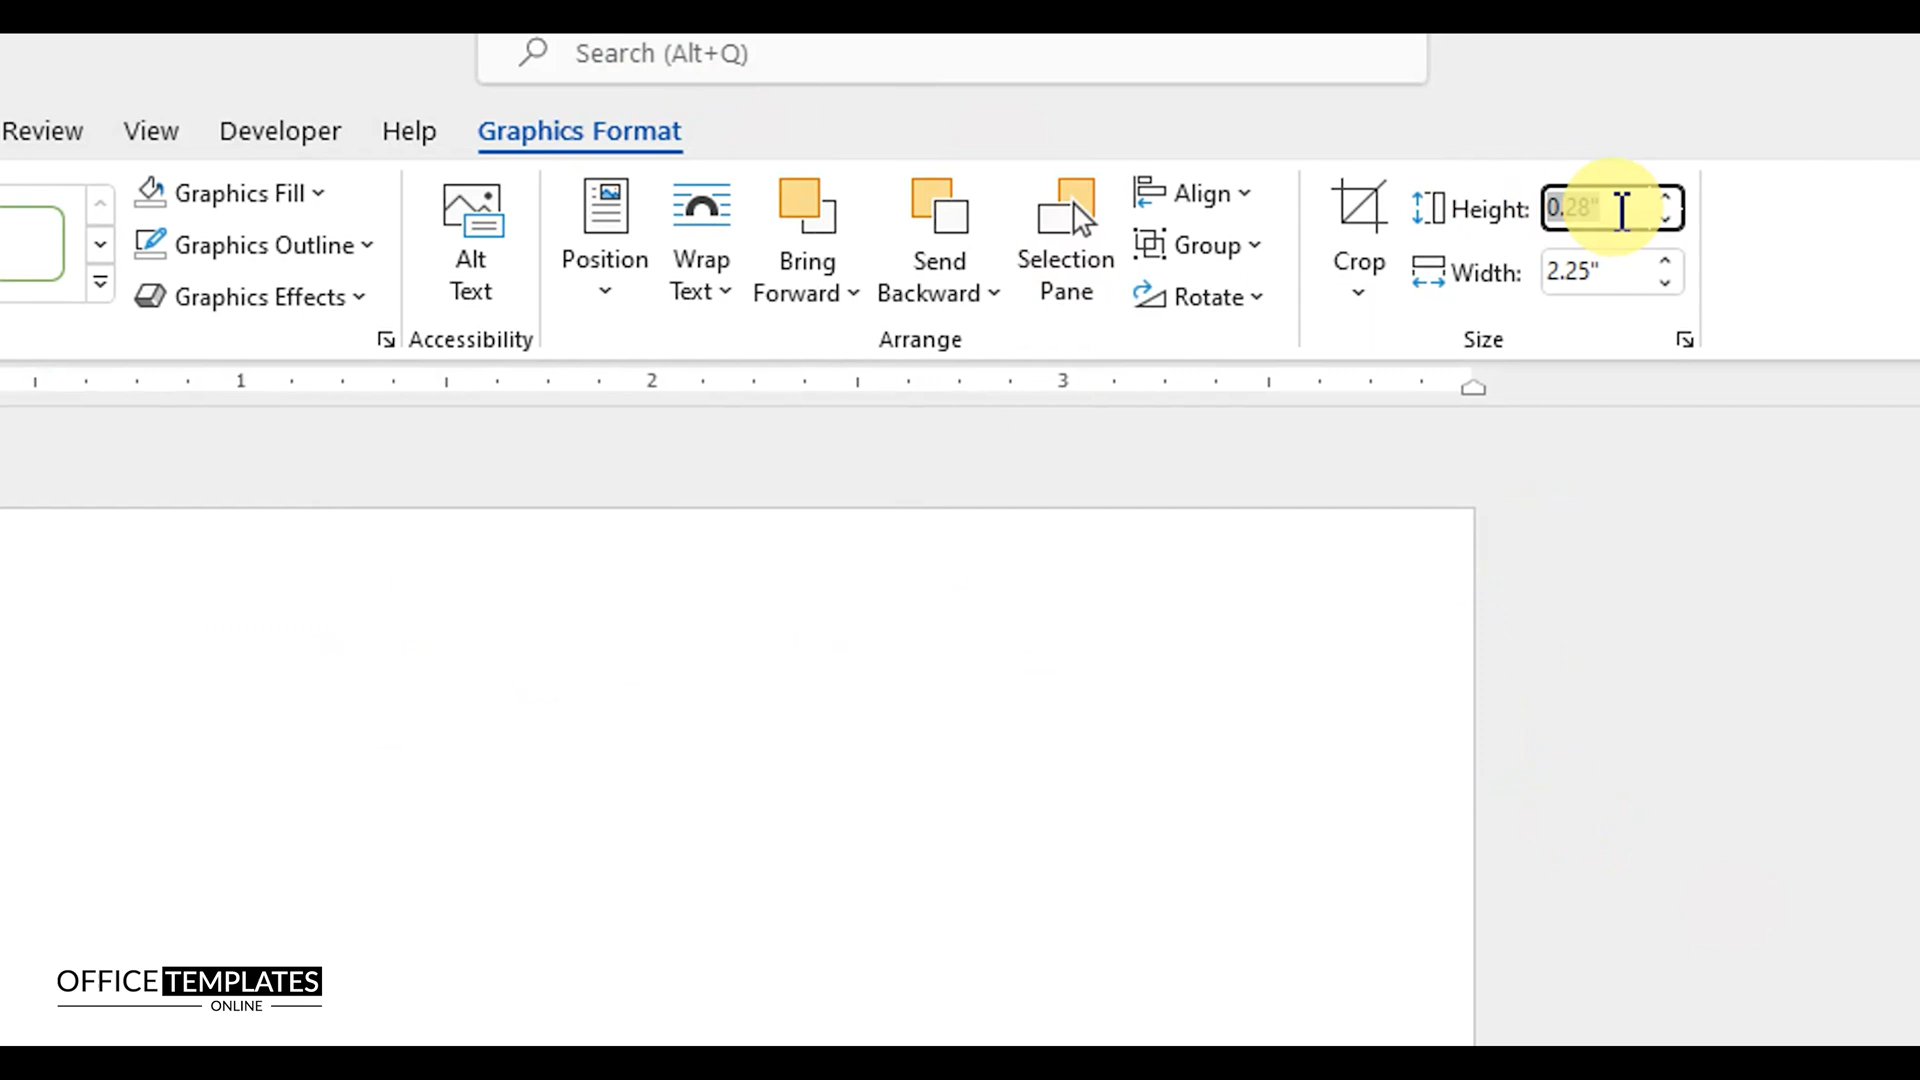 Search (Alt+Q)
Review View Developer Help Graphics Format
Graphics Fill
Graphics Outline
Graphics Effects
Alt
Text
Accessibility
Position
Wrap
Text
Bring
Forward
Send
Backward
Selection
Pane
Align
Group
Rotate
Arrange
Crop
Height: 0.28"
Width: 2.25"
Size
1 2 3
OFFICE TEMPLATES
ONLINE